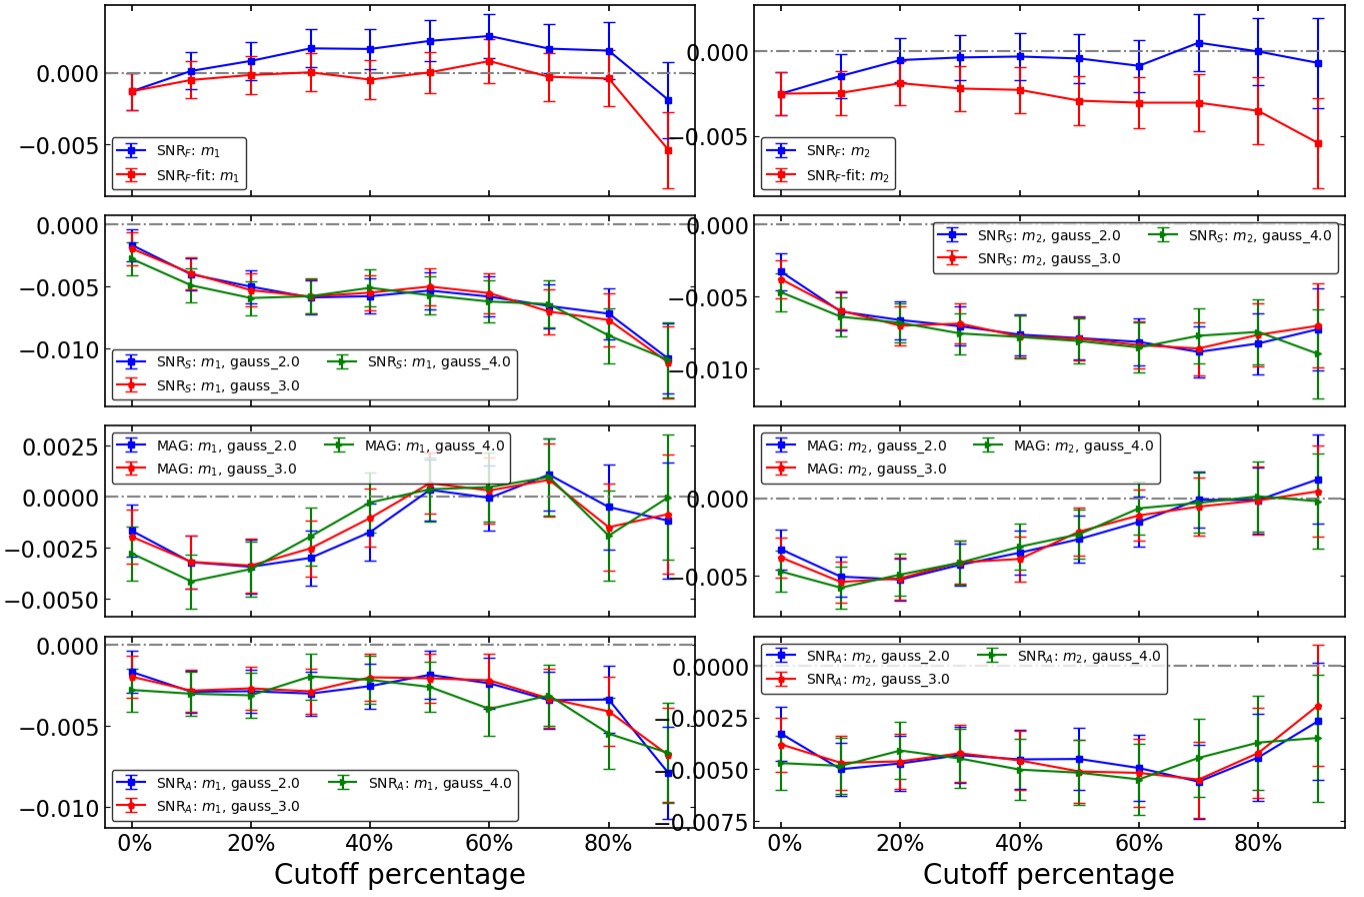 0.000
−0.005
SNR_F: m_1
SNR_F-fit: m_1
0.000
−0.005
SNR_F: m_2
SNR_F-fit: m_2
0.000
−0.005
−0.010
SNR_S: m_1, gauss_2.0
SNR_S: m_1, gauss_3.0
SNR_S: m_1, gauss_4.0
0.000
−0.005
−0.010
SNR_S: m_2, gauss_2.0
SNR_S: m_2, gauss_3.0
SNR_S: m_2, gauss_4.0
0.0025
0.0000
−0.0025
−0.0050
MAG: m_1, gauss_2.0
MAG: m_1, gauss_3.0
MAG: m_1, gauss_4.0
0.000
−0.005
MAG: m_2, gauss_2.0
MAG: m_2, gauss_3.0
MAG: m_2, gauss_4.0
0.000
−0.005
−0.010
SNR_A: m_1, gauss_2.0
SNR_A: m_1, gauss_3.0
SNR_A: m_1, gauss_4.0
0% 20% 40% 60% 80%
Cutoff percentage
0.0000
−0.0025
−0.0050
−0.0075
SNR_A: m_2, gauss_2.0
SNR_A: m_2, gauss_3.0
SNR_A: m_2, gauss_4.0
0% 20% 40% 60% 80%
Cutoff percentage